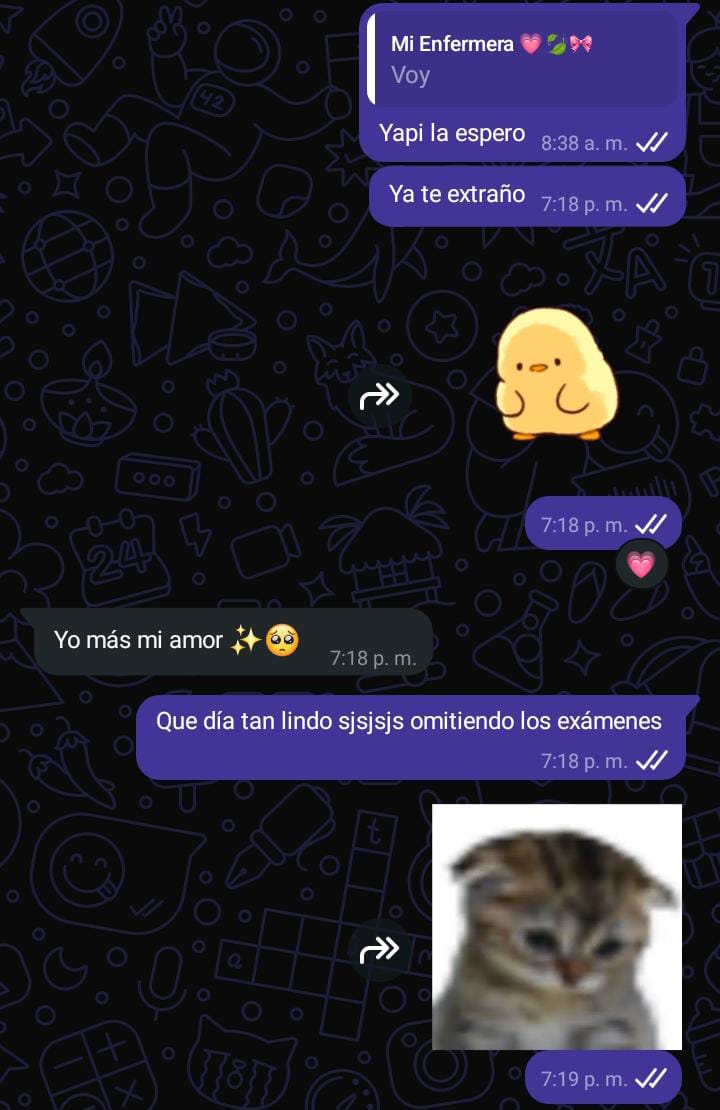 Mi Enfermera 💗🍃🎀
Voy
Yapi la espero 8:38 a. m.
Ya te extraño 7:18 p. m.
7:18 p. m.
💗
Yo más mi amor ✨🥺
7:18 p. m.
Que día tan lindo sjsjsjs omitiendo los exámenes
7:18 p. m.
7:19 p. m.